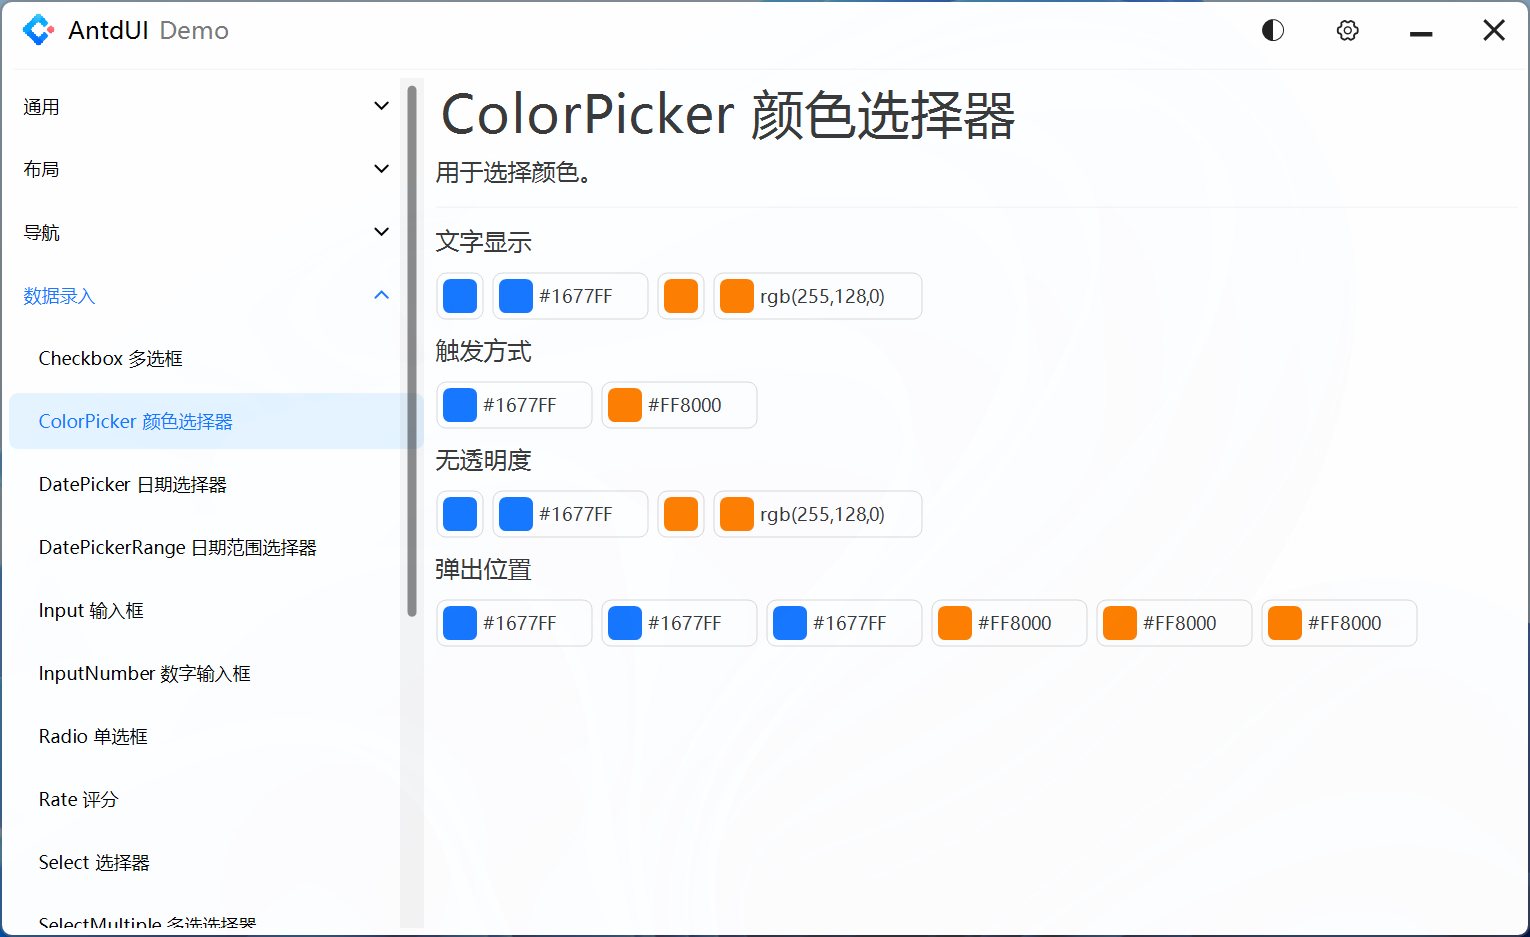 AntdUI Demo
通用
布局
导航
数据录入
Checkbox 多选框
ColorPicker 颜色选择器
DatePicker 日期选择器
DatePickerRange 日期范围选择器
Input 输入框
InputNumber 数字输入框
Radio 单选框
Rate 评分
Select 选择器
SelectMultiple 多选选择器
ColorPicker 颜色选择器
用于选择颜色。
文字显示
#1677FF rgb(255,128,0)
触发方式
#1677FF #FF8000
无透明度
#1677FF rgb(255,128,0)
弹出位置
#1677FF #1677FF #1677FF #FF8000 #FF8000 #FF8000